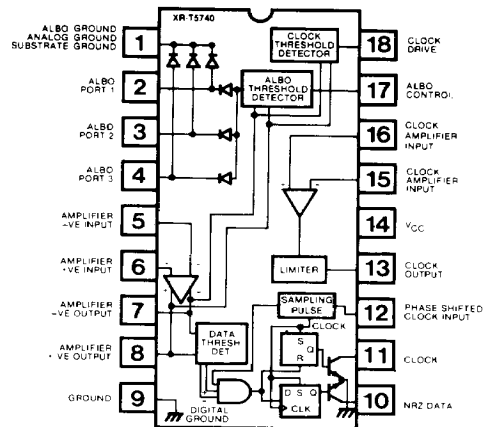 XR-T5740
ALBO GROUND
ANALOG GROUND
SUBSTRATE GROUND
1
ALBO
PORT 1
2
ALBO
PORT 2
3
ALBO
PORT 3
4
AMPLIFIER
-VE INPUT
5
AMPLIFIER
+VE INPUT
6
AMPLIFIER
-VE OUTPUT
7
AMPLIFIER
+ VE OUTPUT
8
GROUND
9
CLOCK
THRESHOLD
DETECTOR
ALBO
THRESHOLD
DETECTOR
LIMITER
SAMPLING
PULSE
CLOCK
DATA
THRESH
DET
S
Q
R
D S Q
CLK
DIGITAL
GROUND
18
CLOCK
DRIVE
17
ALBO
CONTROL
16
CLOCK
AMPLIFIER
INPUT
15
CLOCK
AMPLIFIER
INPUT
14
VCC
13
CLOCK
OUTPUT
12
PHASE SHIFTED
CLOCK INPUT
11
CLOCK
10
NRZ DATA